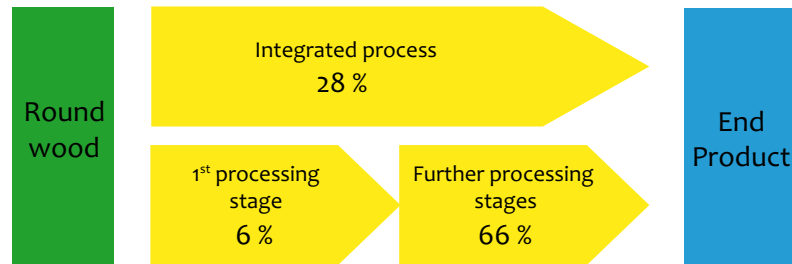 Round
wood
Integrated process
28 %
1st processing
stage
6 %
Further processing
stages
66 %
End
Product